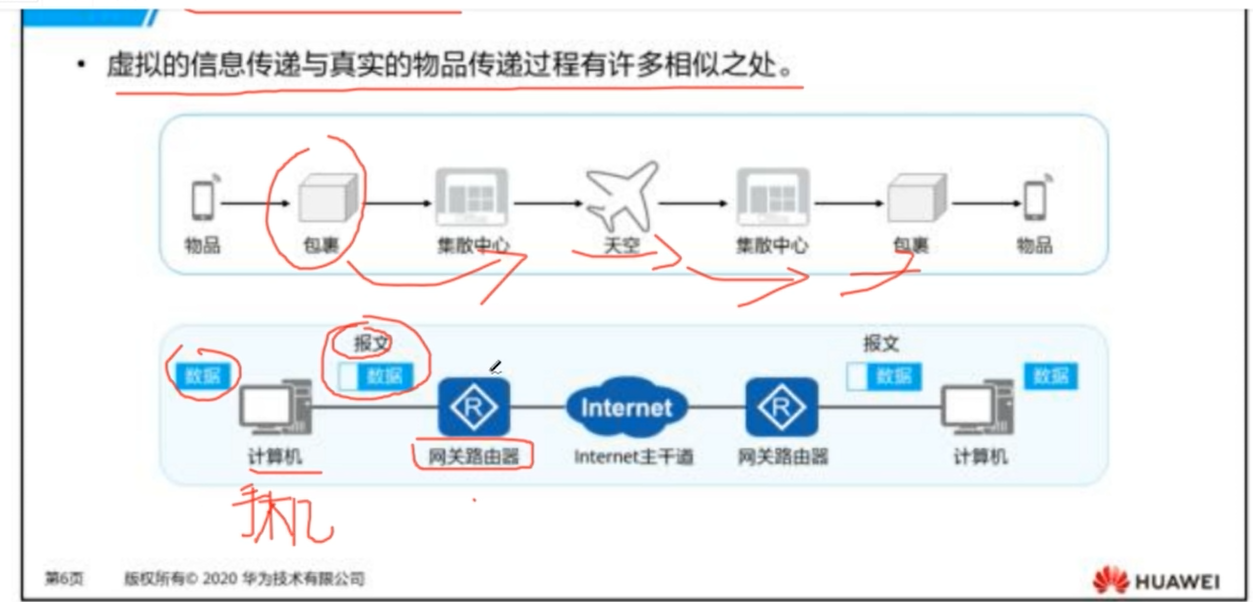 • 虚拟的信息传递与真实的物品传递过程有许多相似之处。
物品 包裹 集散中心 天空 集散中心 包裹 物品
报文 报文
数据 数据 数据 数据
R Internet R
计算机 网关路由器 Internet主干道 网关路由器 计算机
手机
第6页 版权所有© 2020 华为技术有限公司 HUAWEI